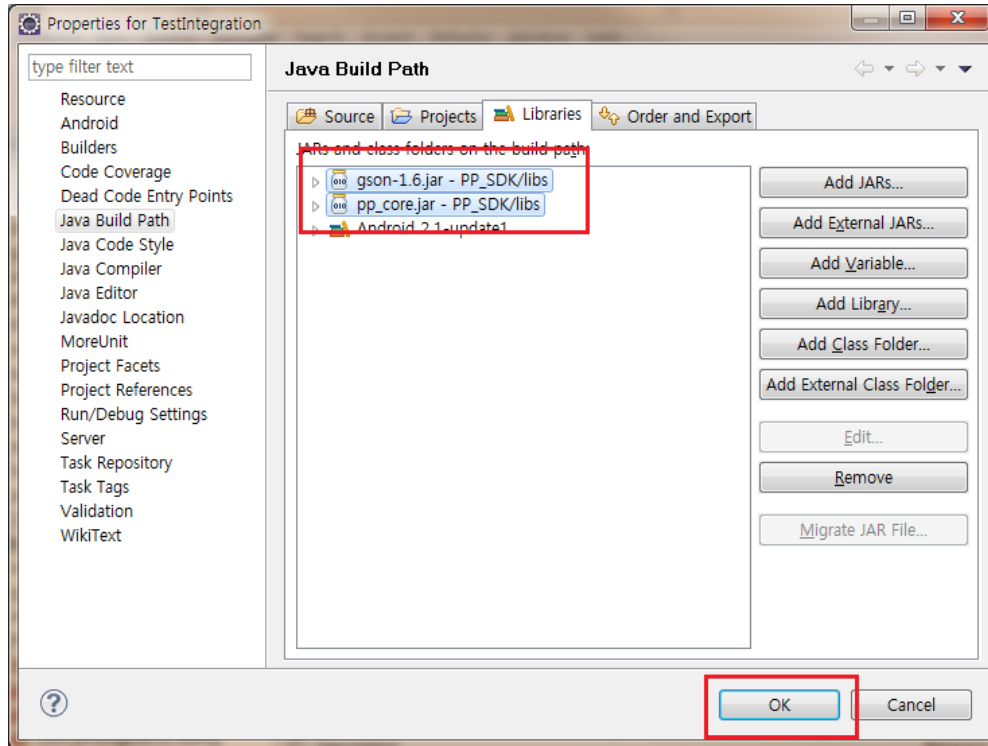 Properties for TestIntegration
type filter text
Resource
Android
Builders
Code Coverage
Dead Code Entry Points
Java Build Path
Java Code Style
Java Compiler
Java Editor
Javadoc Location
MoreUnit
Project Facets
Project References
Run/Debug Settings
Server
Task Repository
Task Tags
Validation
WikiText
Java Build Path
Source
Projects
Libraries
Order and Export
JARs and class folders on the build path:
gson-1.6.jar - PP_SDK/libs
pp_core.jar - PP_SDK/libs
Android 2.1-update1
Add JARs...
Add External JARs...
Add Variable...
Add Library...
Add Class Folder...
Add External Class Folder...
Edit...
Remove
Migrate JAR File...
OK
Cancel